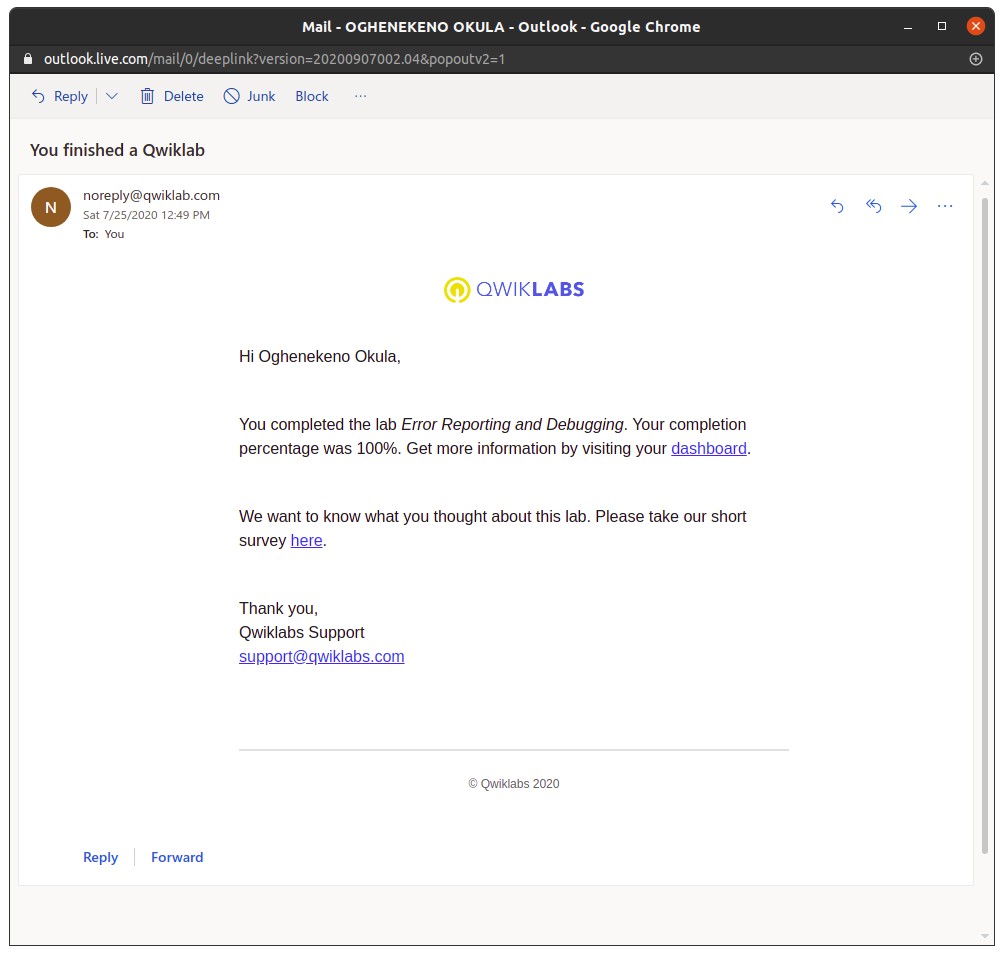 Mail - OGHENEKENO OKULA - Outlook - Google Chrome
outlook.live.com/mail/0/deeplink?version=20200907002.04&popoutv2=1
Reply Delete Junk Block ...
You finished a Qwiklab
N
noreply@qwiklab.com
Sat 7/25/2020 12:49 PM
To: You
QWIKLABS
Hi Oghenekeno Okula,
You completed the lab Error Reporting and Debugging. Your completion
percentage was 100%. Get more information by visiting your dashboard.
We want to know what you thought about this lab. Please take our short
survey here.
Thank you,
Qwiklabs Support
support@qwiklabs.com
© Qwiklabs 2020
Reply Forward